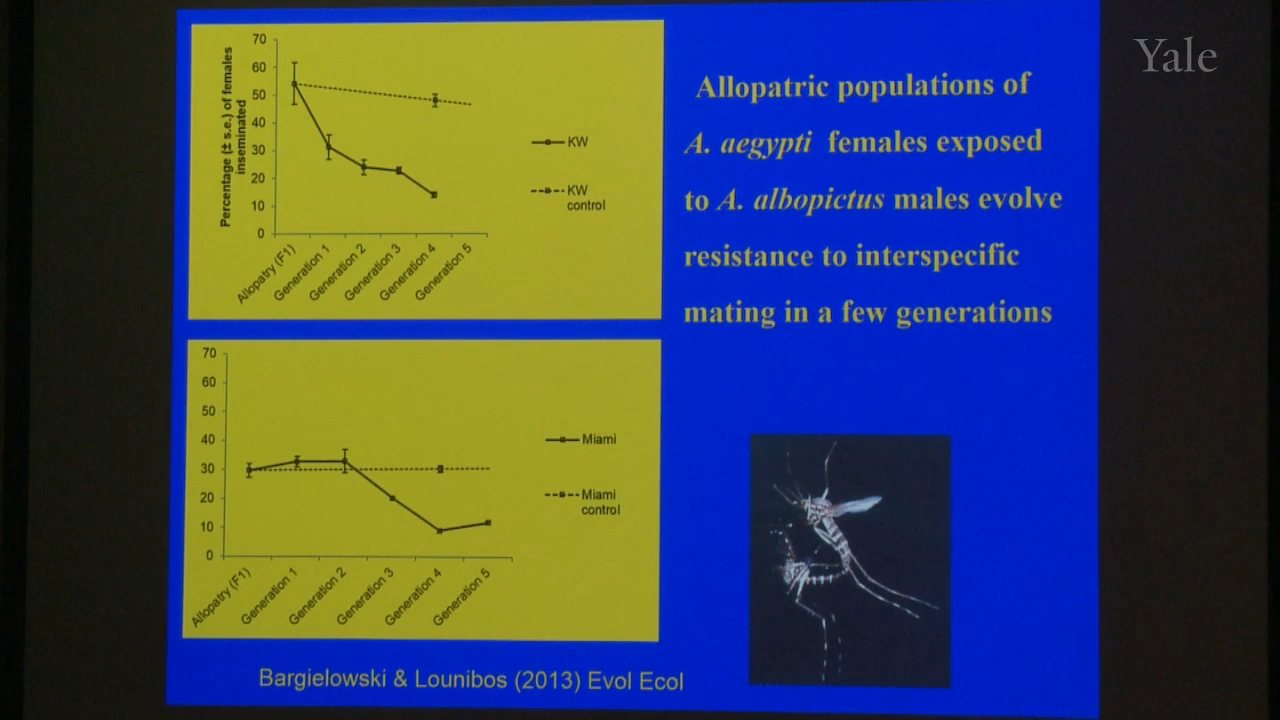 Yale
Allopatric populations of
A. aegypti females exposed
to A. albopictus males evolve
resistance to interspecific
mating in a few generations
Percentage (± s.e.) of females
inseminated
70
60
50
40
30
20
10
0
Allopatry (F1)
Generation 1
Generation 2
Generation 3
Generation 4
Generation 5
KW
KW
control
70
60
50
40
30
20
10
0
Allopatry (F1)
Generation 1
Generation 2
Generation 3
Generation 4
Generation 5
Miami
Miami
control
Bargielowski & Lounibos (2013) Evol Ecol